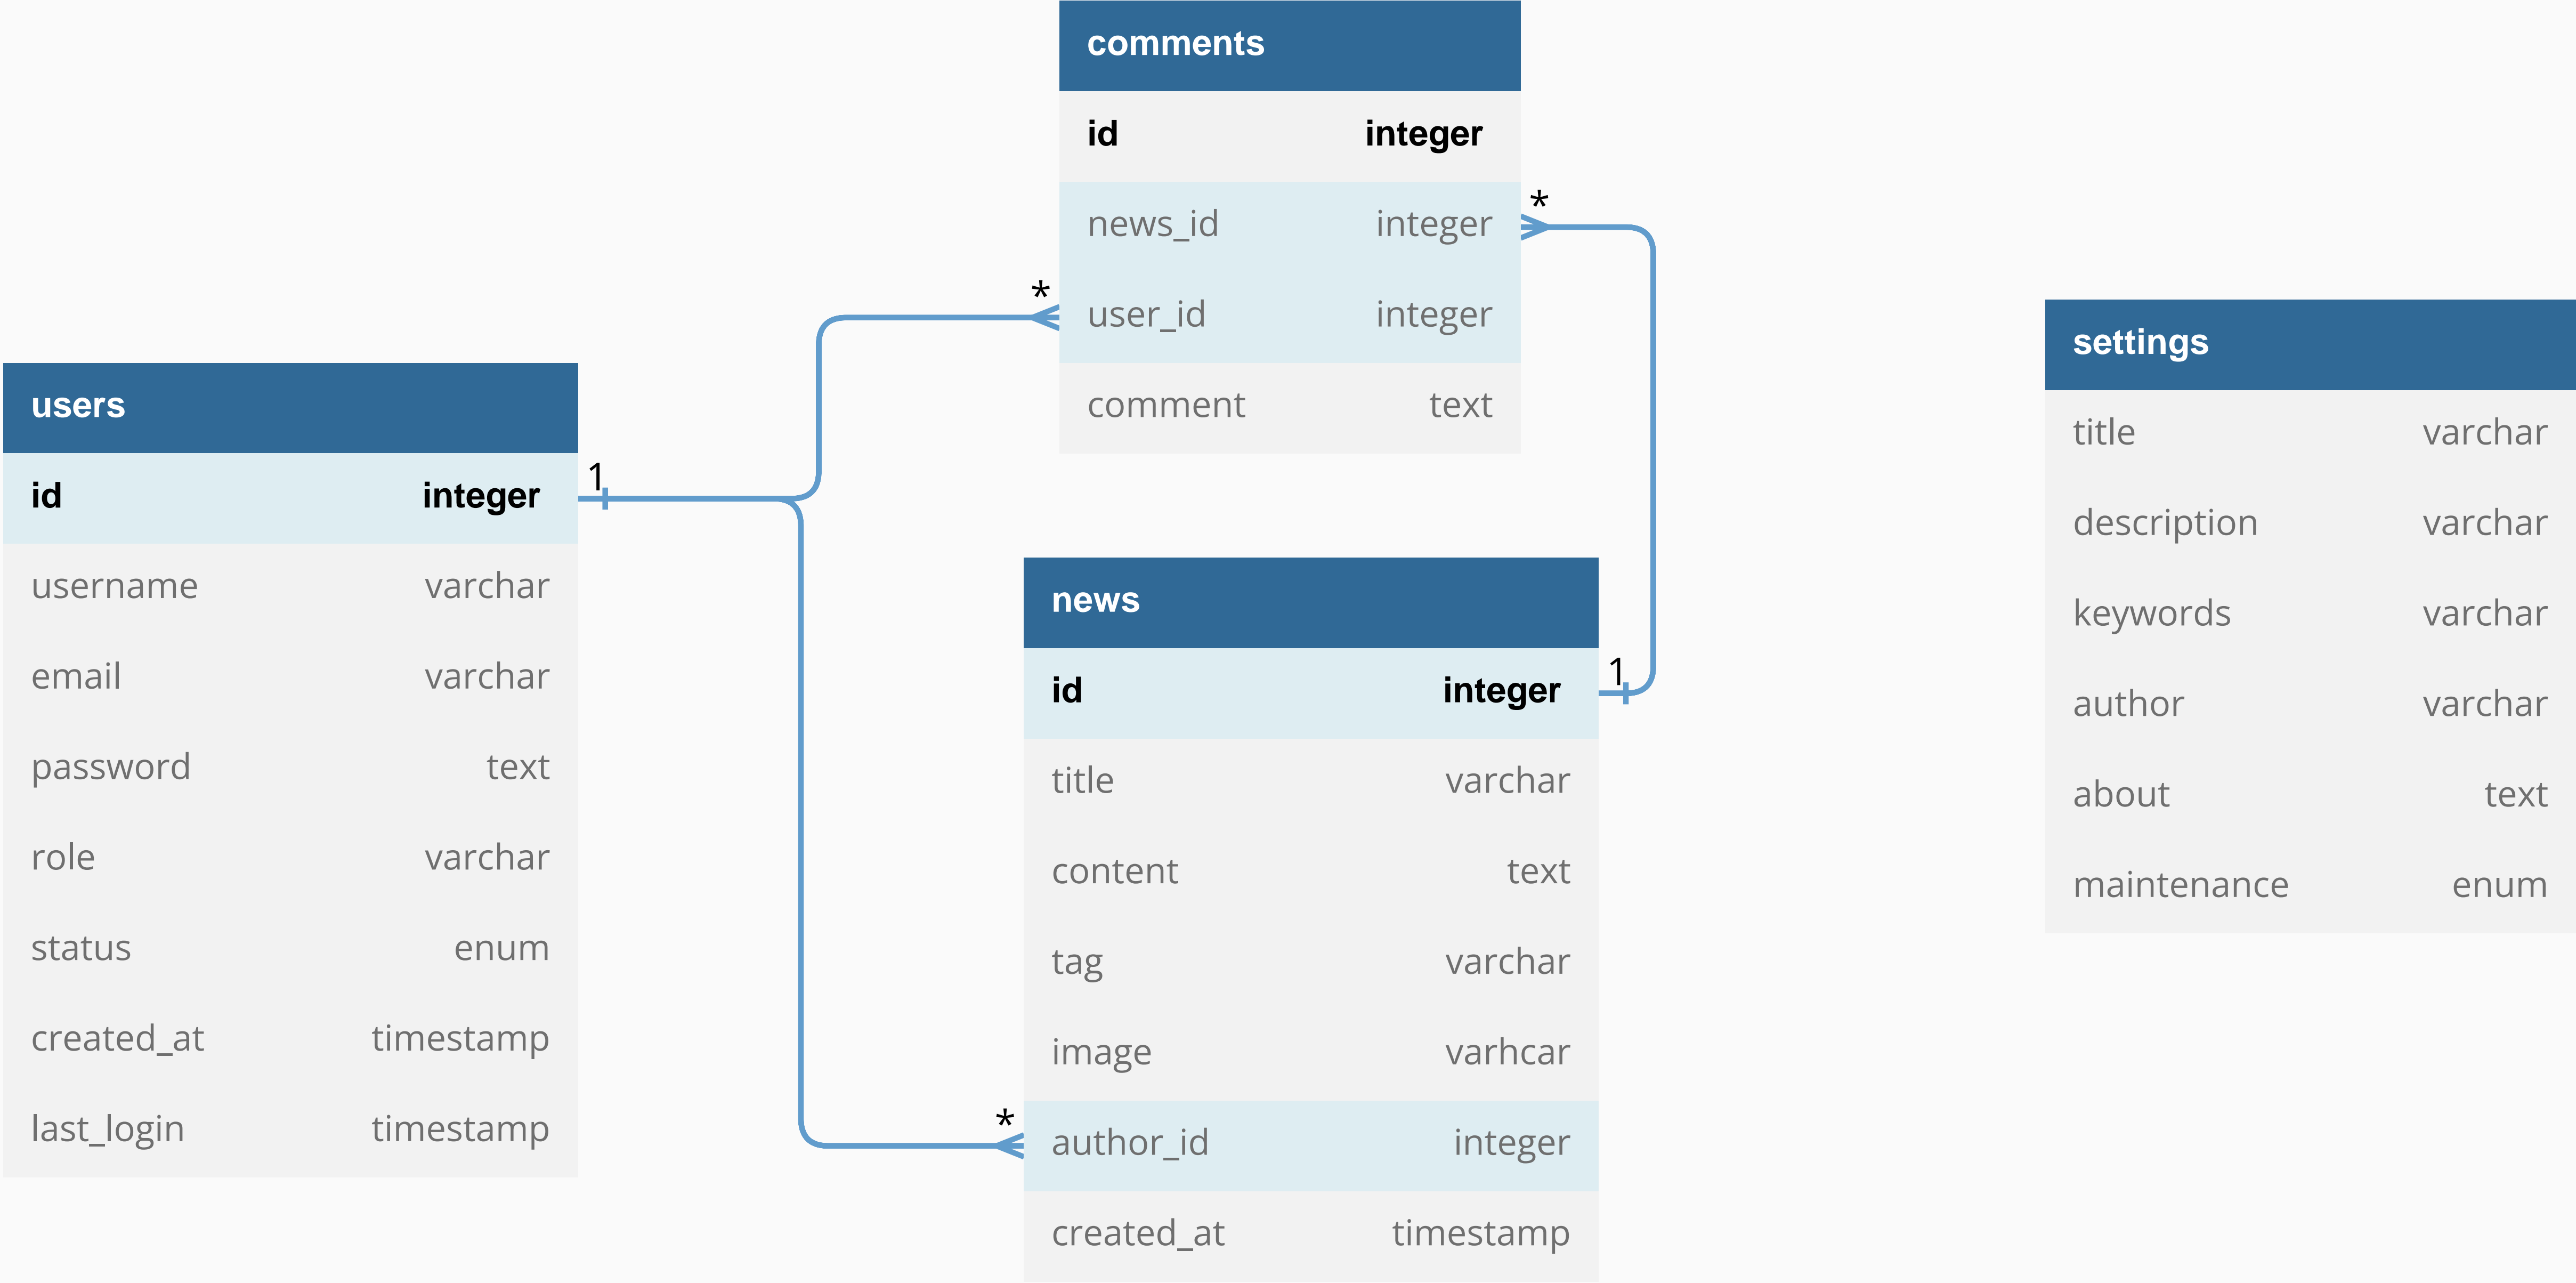 comments
id integer
news_id integer
*
user_id integer
*
comment text
users
id integer
1
username varchar
email varchar
password text
role varchar
status enum
created_at timestamp
last_login timestamp
news
id integer
1
title varchar
content text
tag varchar
image varhcar
author_id integer
*
created_at timestamp
settings
title varchar
description varchar
keywords varchar
author varchar
about text
maintenance enum